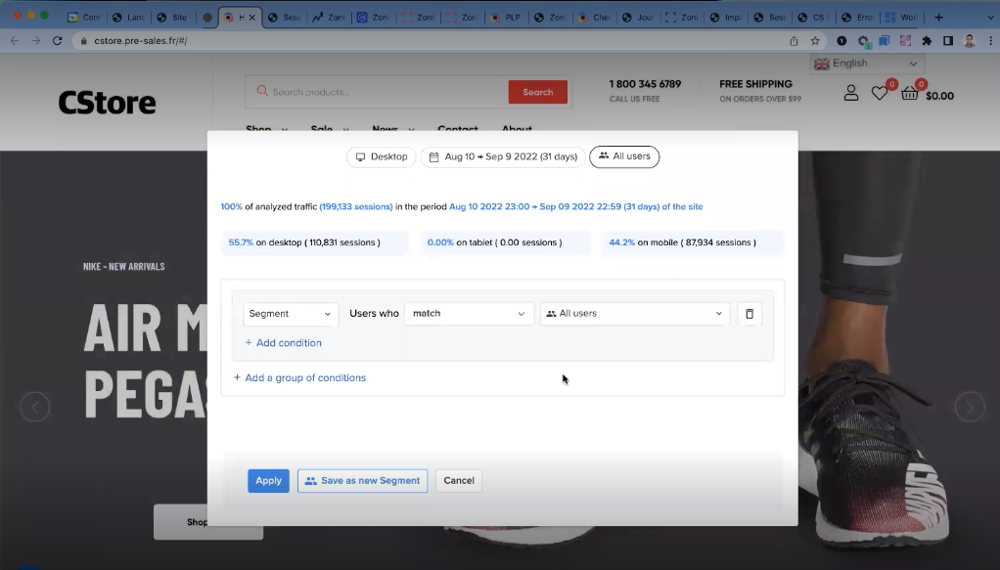 Cont
Land
Site
H
Sess
Zoni
Zoni
Zoni
Zoni
PLP
Zoni
Chec
Jour
Zoni
Impa
Sess
CS
Erro
Wor
cstore.pre-sales.fr/#/
English
CStore
Search products...
Search
1 800 345 6789
CALL US FREE
FREE SHIPPING
ON ORDERS OVER $99
0
0
$0.00
Shop
Sale
News
Contact
About
Desktop
Aug 10 → Sep 9 2022 (31 days)
All users
100% of analyzed traffic (199,133 sessions) in the period Aug 10 2022 23:00 → Sep 09 2022 22:59 (31 days) of the site
55.7% on desktop ( 110,831 sessions )
0.00% on tablet ( 0.00 sessions )
44.2% on mobile ( 87,934 sessions )
NIKE - NEW ARRIVALS
AIR M
PEGA
Segment
Users who
match
All users
+ Add condition
+ Add a group of conditions
Apply
Save as new Segment
Cancel
Shop